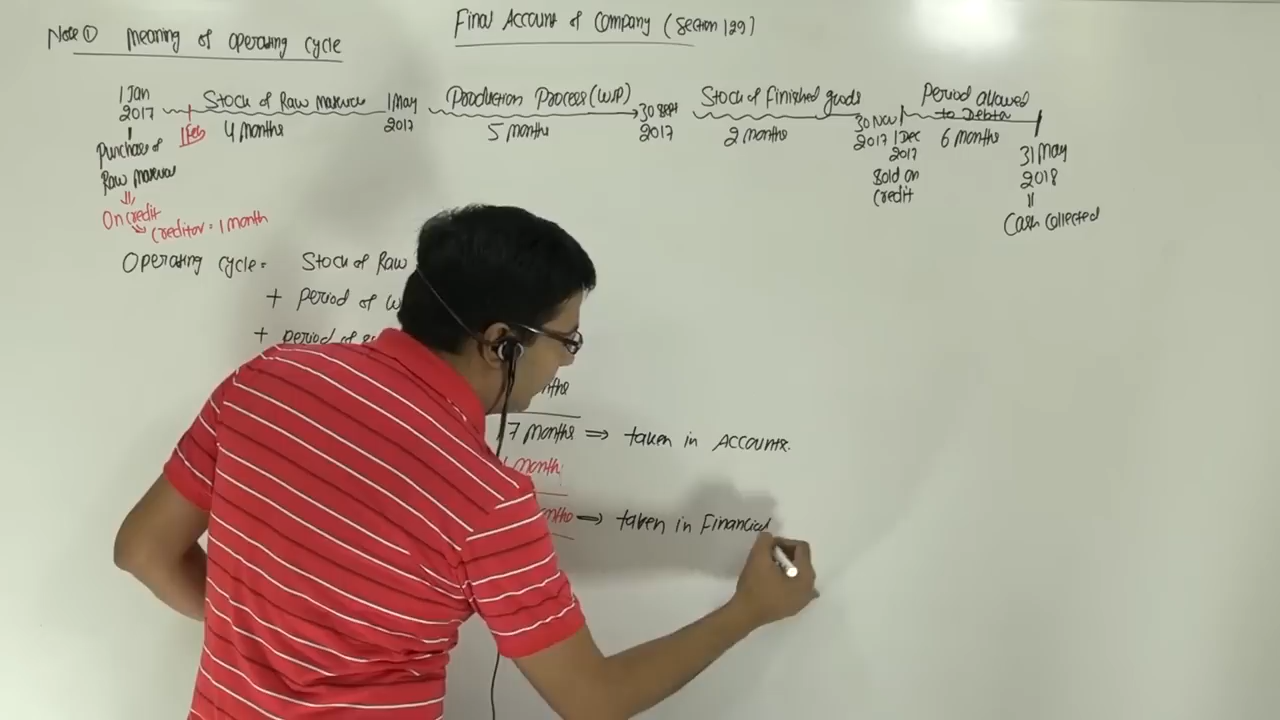 Final Account of Company (Section 129)
Note ① Meaning of operating cycle
1 Jan 2017
Stock of Raw Material
4 months
1 May 2017
Production Process (WIP)
5 months
30 Sept 2017
Stock of Finished goods
2 months
30 Nov 2017
1 Dec 2017
Sold on credit
Period allowed to Debtor
6 months
31 May 2018
Cash collected
1 Feb
Purchase of Raw Material
On credit
Creditor = 1 month
Operating cycle =
Stock of Raw
+ period of
+ period of
7 months ⇒ taken in Accounts.
month
⇒ taken in Financial